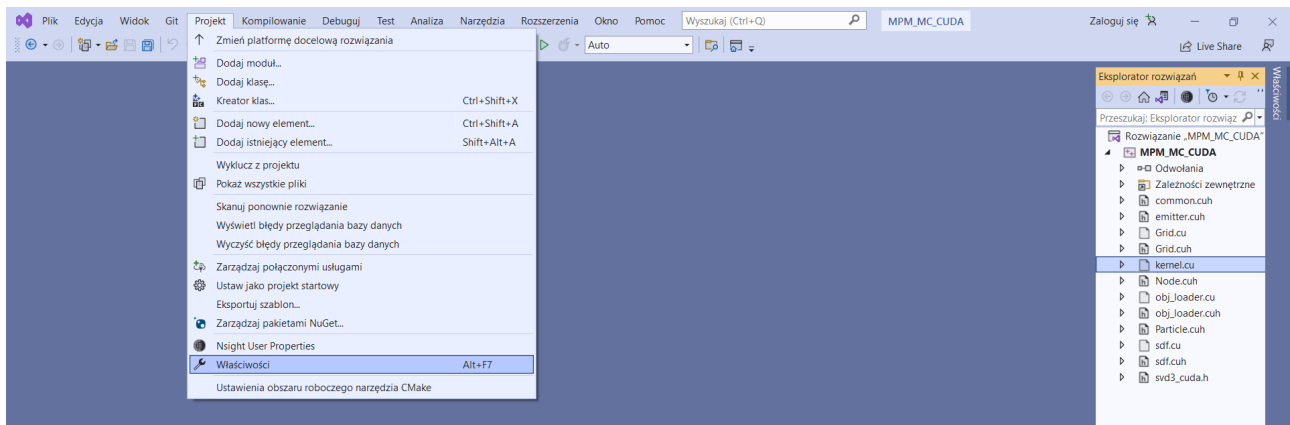 Plik Edycja Widok Git Projekt Kompilowanie Debuguj Test Analiza Narzędzia Rozszerzenia Okno Pomoc Wyszukaj (Ctrl+Q) MPM_MC_CUDA Zaloguj się
Auto Live Share
Zmień platformę docelową rozwiązania
Dodaj moduł...
Dodaj klasę...
Kreator klas... Ctrl+Shift+X
Dodaj nowy element... Ctrl+Shift+A
Dodaj istniejący element... Shift+Alt+A
Wyklucz z projektu
Pokaż wszystkie pliki
Skanuj ponownie rozwiązanie
Wyświetl błędy przeglądania bazy danych
Wyczyść błędy przeglądania bazy danych
Zarządzaj połączonymi usługami
Ustaw jako projekt startowy
Eksportuj szablon...
Zarządzaj pakietami NuGet...
Nsight User Properties
Właściwości Alt+F7
Ustawienia obszaru roboczego narzędzia CMake
Eksplorator rozwiązań
Przeszukaj: Eksplorator rozwiąz
Rozwiązanie „MPM_MC_CUDA”
MPM_MC_CUDA
Odwołania
Zależności zewnętrzne
common.cuh
emitter.cuh
Grid.cu
Grid.cuh
kernel.cu
Node.cuh
obj_loader.cu
obj_loader.cuh
Particle.cuh
sdf.cu
sdf.cuh
svd3_cuda.h
Właściwości